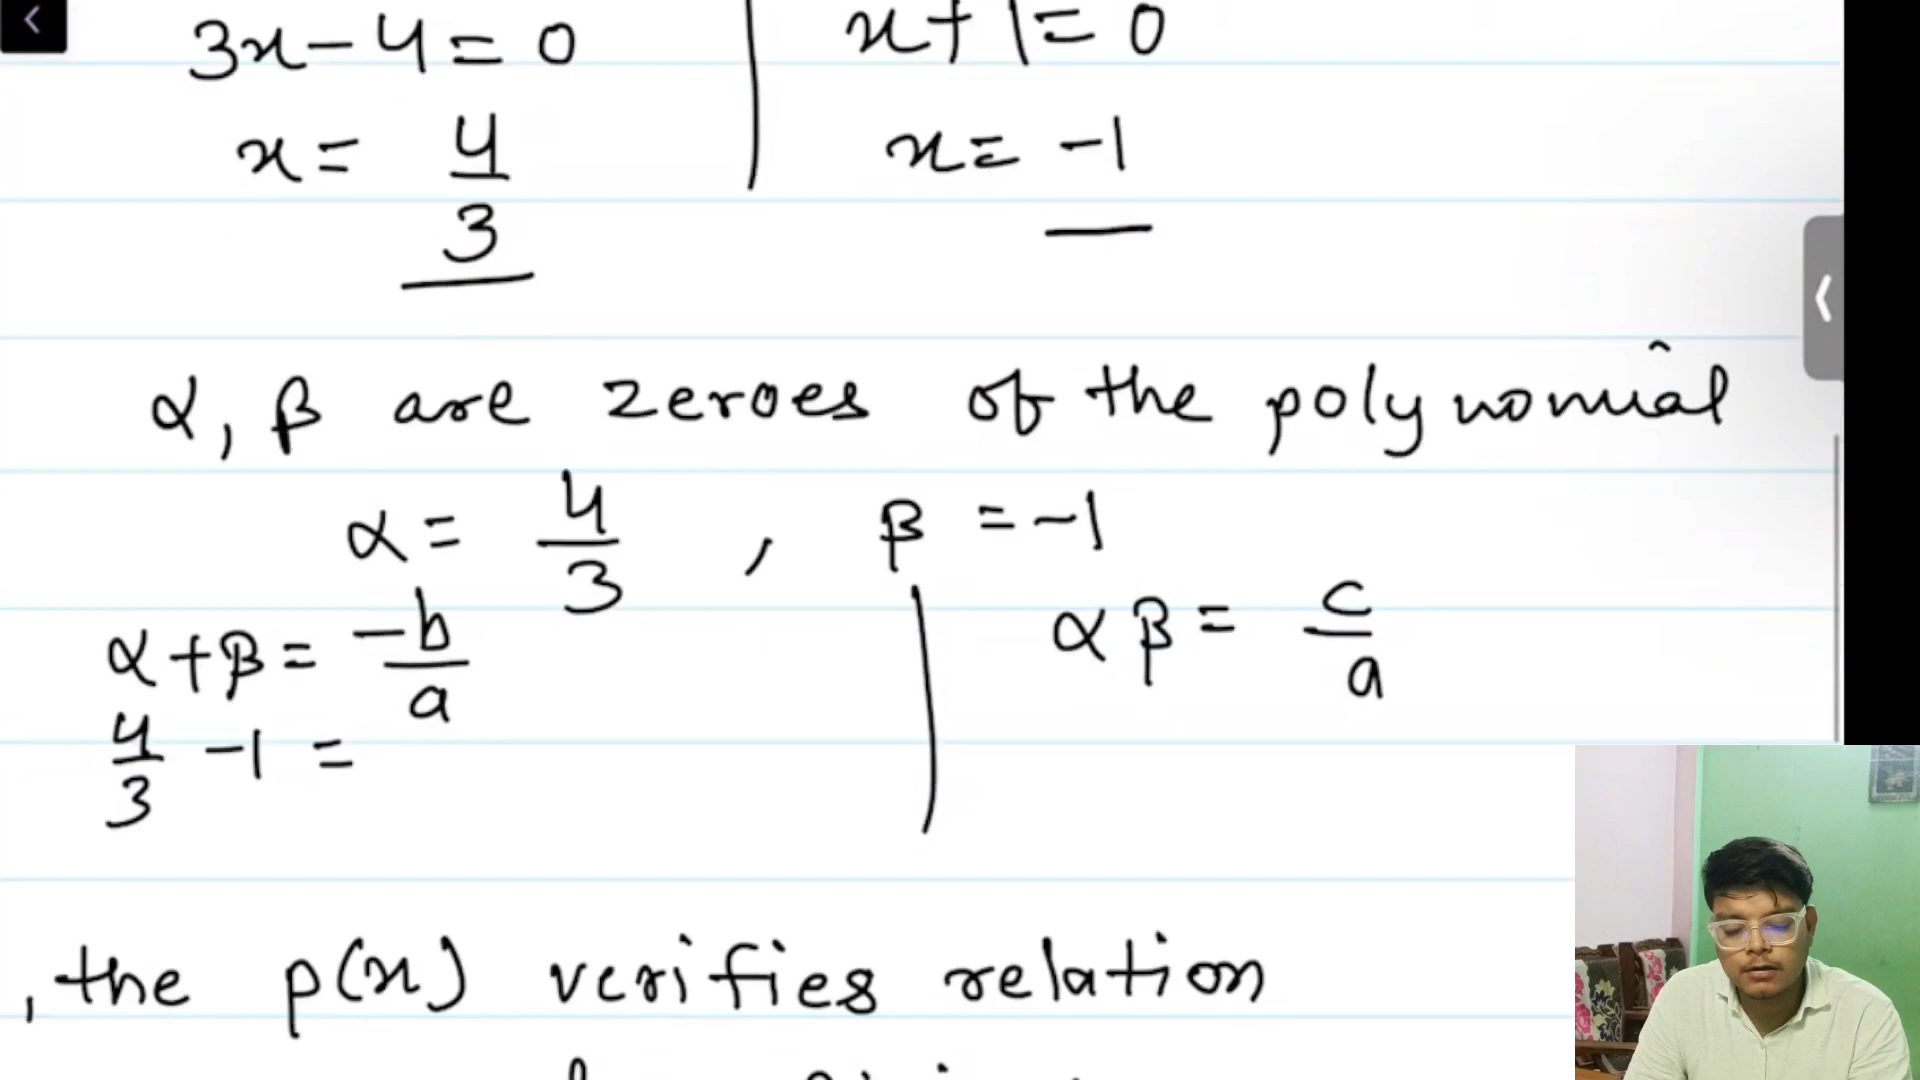 3x-4=0 | x+1=0
x= 4/3 | x= -1
α, β are zeroes of the polynomial
α= 4/3 , β =-1
α+β= -b/a | αβ= c/a
4/3 -1 =
, the p(x) verifies relation